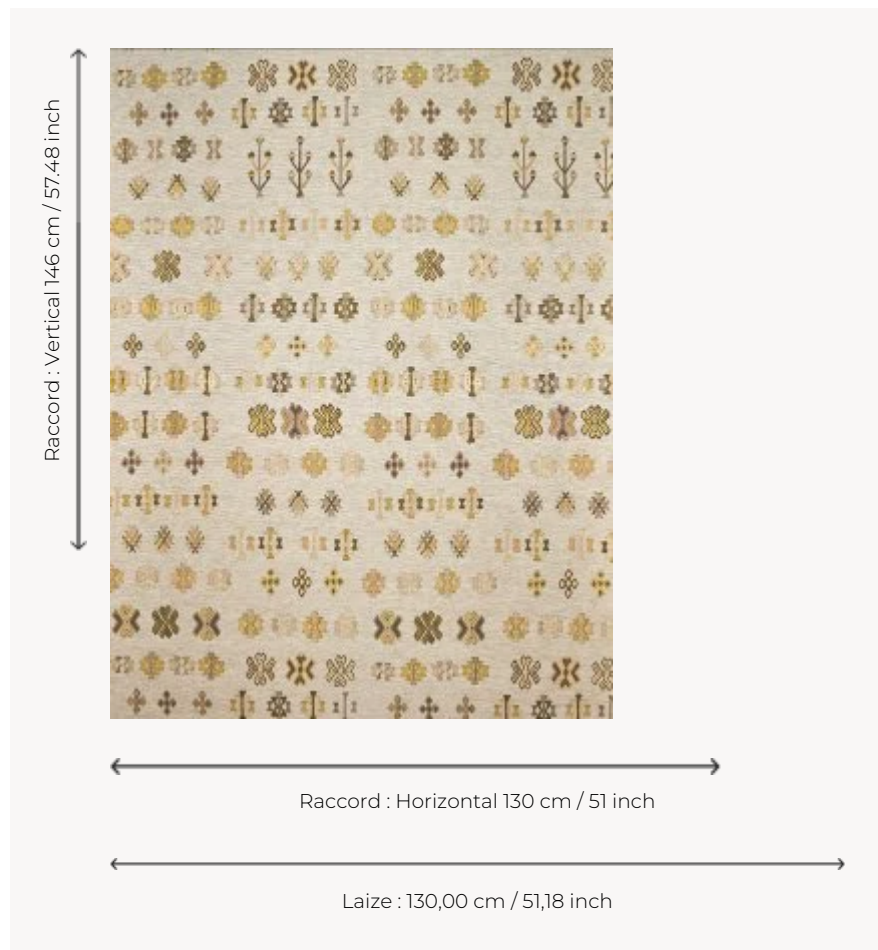 Raccord : Vertical 146 cm / 57.48 inch
Raccord : Horizontal 130 cm / 51 inch
Laize : 130,00 cm / 51,18 inch